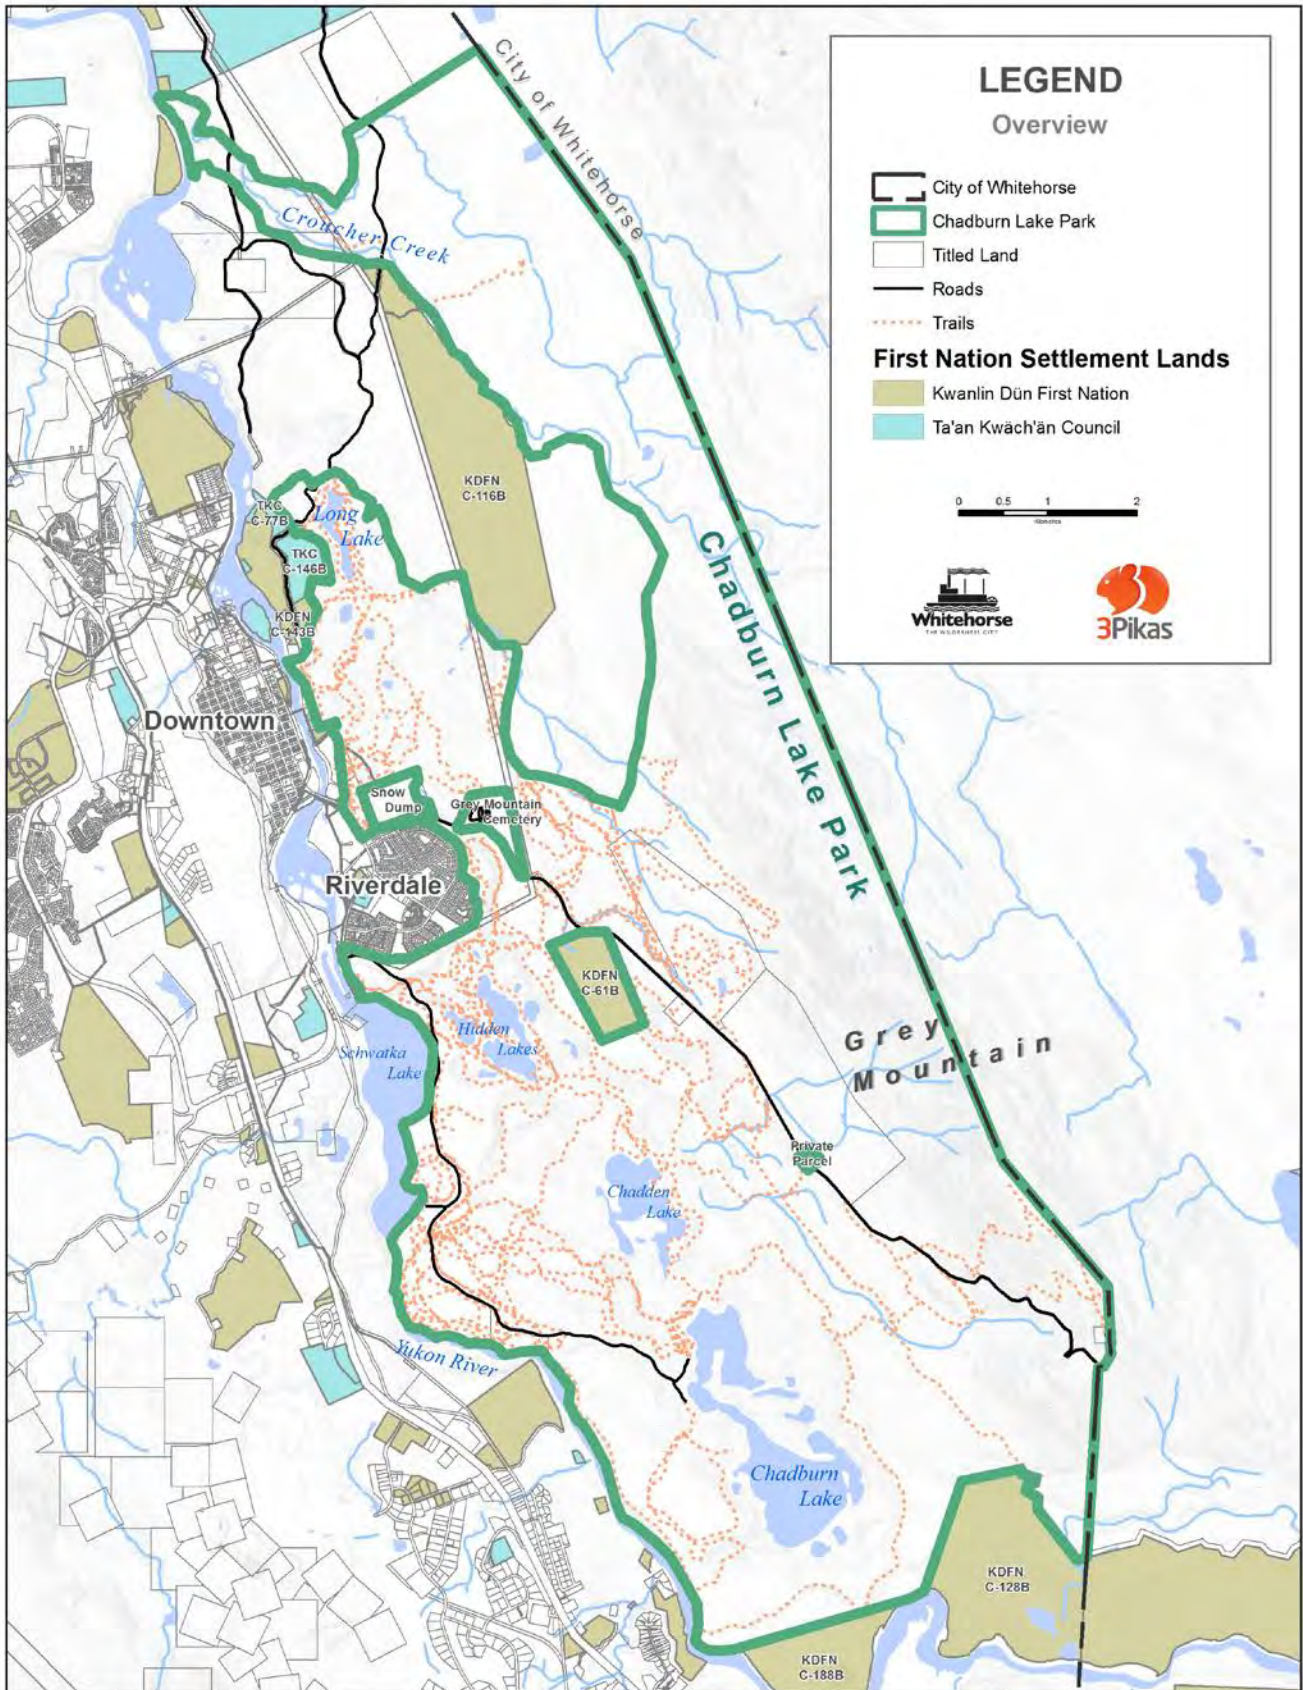 City of Whitehorse
LEGEND
Overview
City of Whitehorse
Chadburn Lake Park
Titled Land
Roads
Trails
First Nation Settlement Lands
Kwanlin Dün First Nation
Ta'an Kwäch'än Council
0 0.5 1 2
Kilometres
Whitehorse
THE WILDERNESS CITY
3Pikas
Croucher Creek
KDFN
C-116B
TKC
C-77B
Long
Lake
TKC
C-146B
KDFN
C-143B
Chadburn Lake Park
Downtown
Snow
Dump
Grey Mountain
Cemetery
Riverdale
KDFN
C-61B
Hidden
Lakes
Schwatka
Lake
Grey
Mountain
Private
Parcel
Chadden
Lake
Yukon River
Chadburn
Lake
KDFN
C-128B
KDFN
C-188B